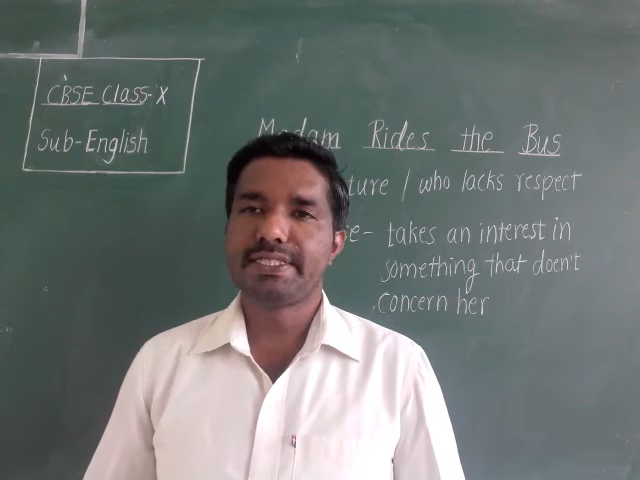 CBSE Class-X
Sub-English
Madam Rides the Bus
ture / who lacks respect
e- takes an interest in
something that doen't
concern her